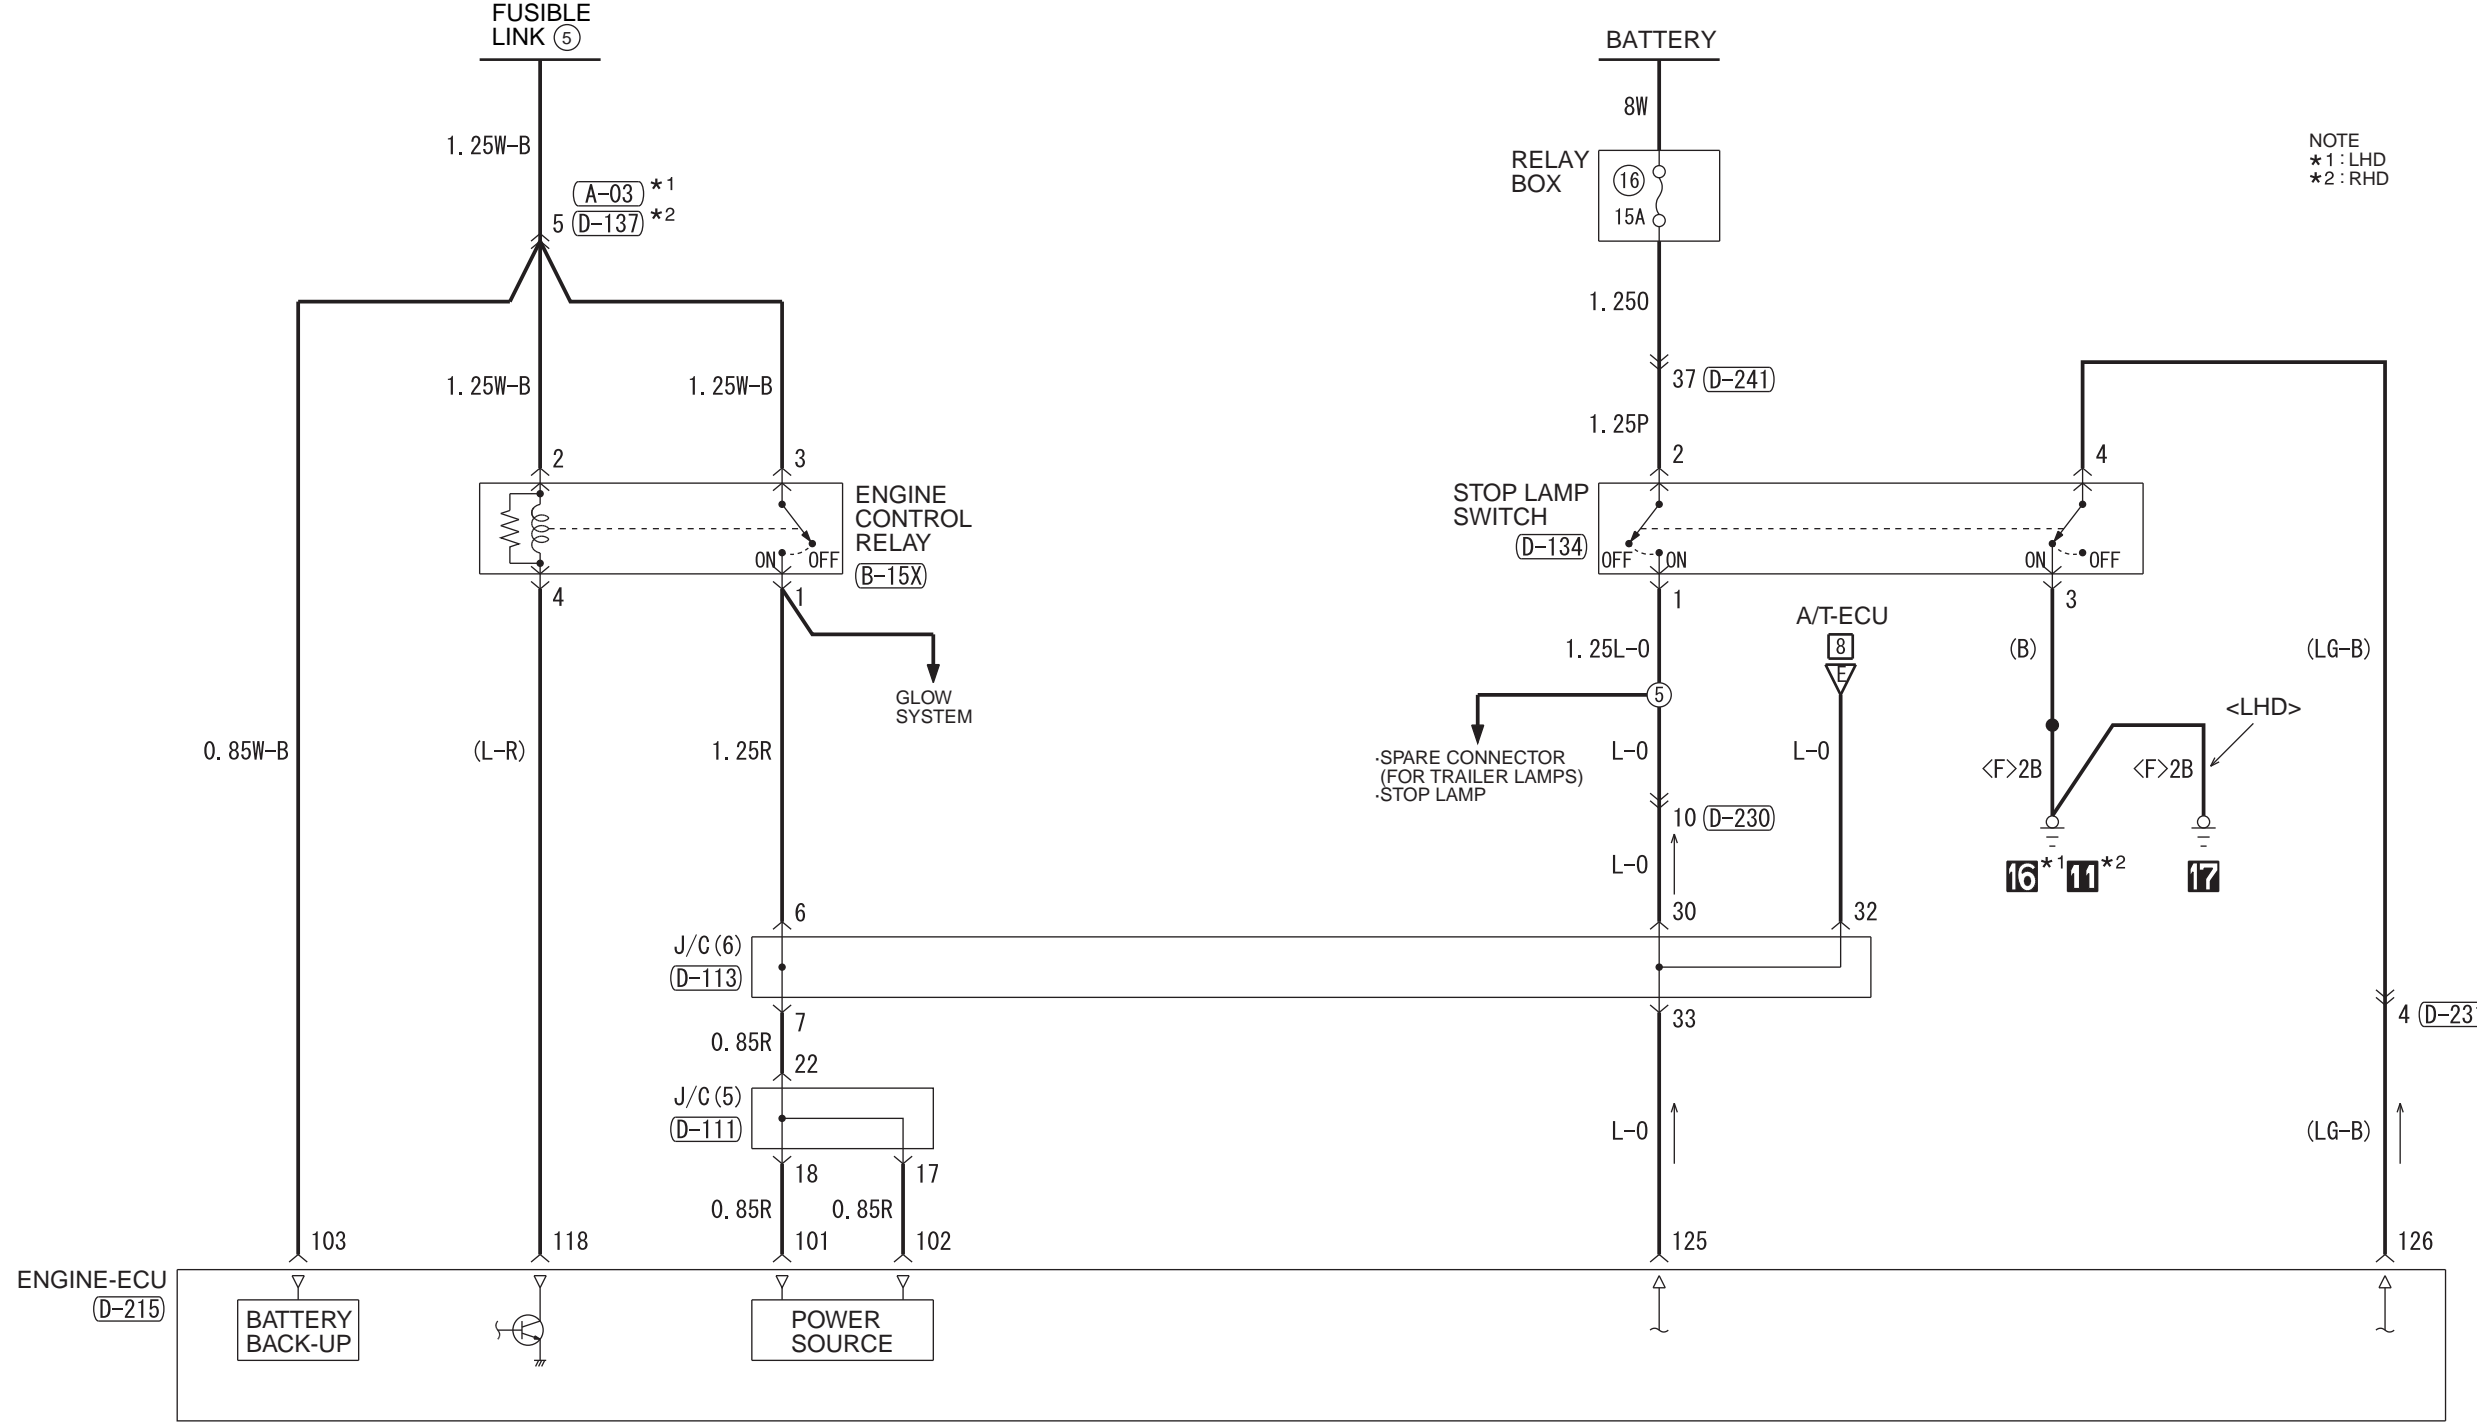 FUSIBLE
LINK 5
BATTERY
8W
NOTE
*1 : LHD
*2 : RHD
1.25W-B
RELAY
BOX
16
15A
A-03 *1
5 D-137 *2
1.25O
1.25W-B
1.25W-B
37 D-241
1.25P
2
3
2
4
ENGINE
CONTROL
RELAY
B-15X
ON
OFF
STOP LAMP
SWITCH
D-134
OFF
ON
ON
OFF
4
1
1
3
A/T-ECU
8
E
1.25L-O
(B)
(LG-B)
GLOW
SYSTEM
5
<LHD>
0.85W-B
(L-R)
1.25R
·SPARE CONNECTOR
(FOR TRAILER LAMPS)
·STOP LAMP
L-O
L-O
<F>2B
<F>2B
10 D-230
L-O
16 *1 11 *2
17
6
30
32
J/C(6)
D-113
7
33
4
0.85R
22
J/C(5)
D-111
L-O
(LG-B)
18
17
0.85R
0.85R
103
118
101
102
125
126
ENGINE-ECU
D-215
BATTERY
BACK-UP
POWER
SOURCE